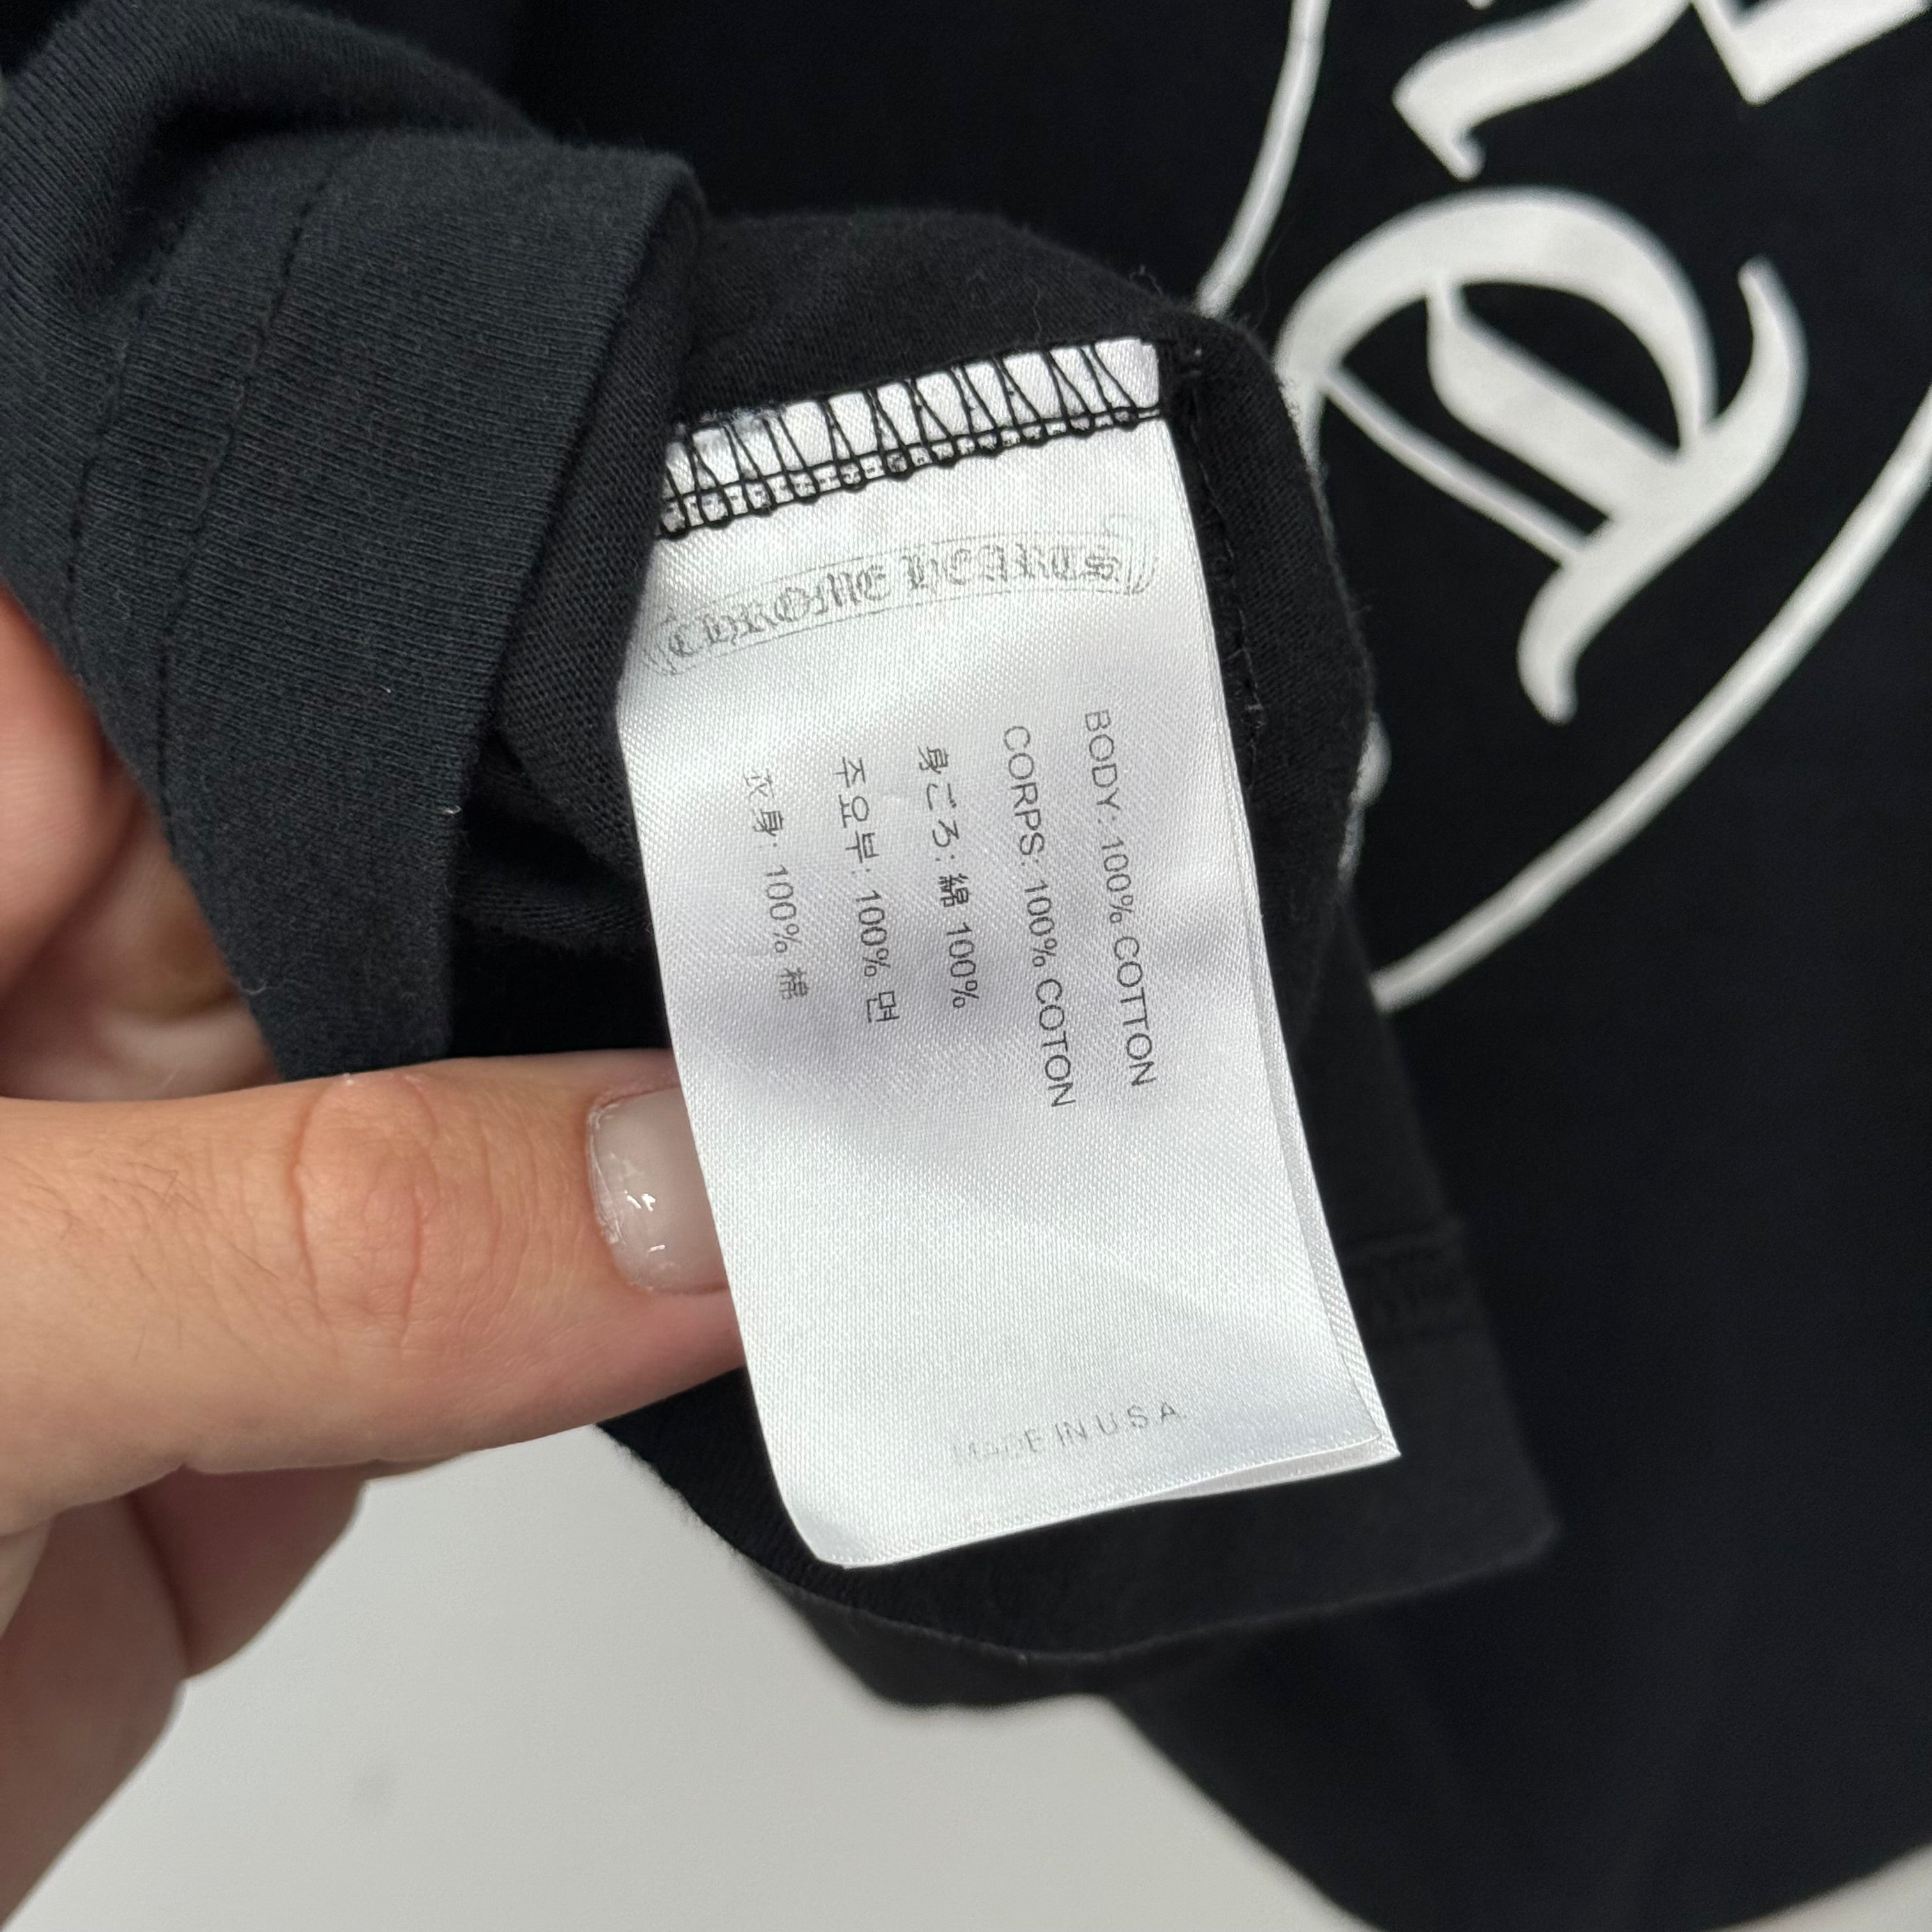 CHROME HEARTS
BODY: 100% COTTON
CORPS: 100% COTON
身ごろ: 綿 100%
주요부: 100% 면
衣身: 100% 棉
MADE IN U S A